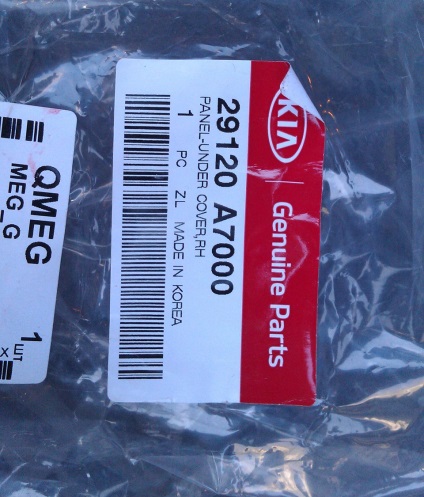 KIA Genuine Parts
29120 A7000
PANEL-UNDER COVER,RH
1 PC ZL MADE IN KOREA
QMEG
MEG_G
1
x